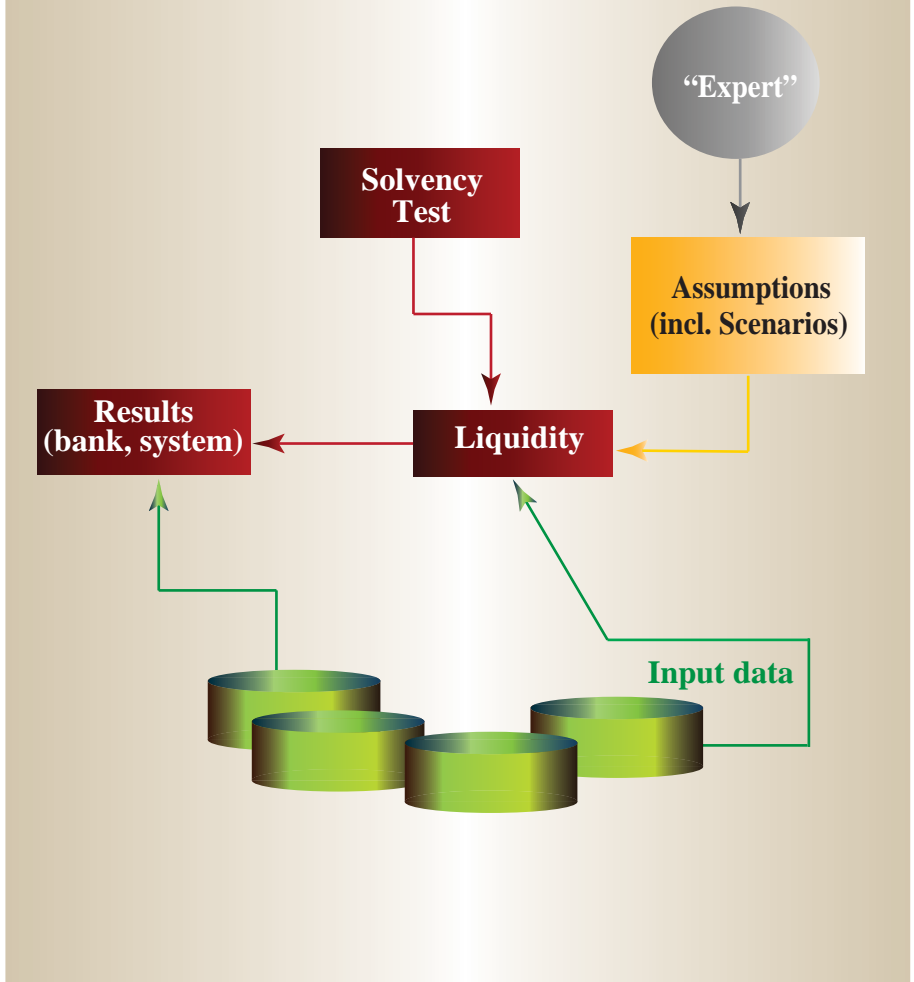 “Expert”
Solvency
Test
Assumptions
(incl. Scenarios)
Results
(bank, system)
Liquidity
Input data